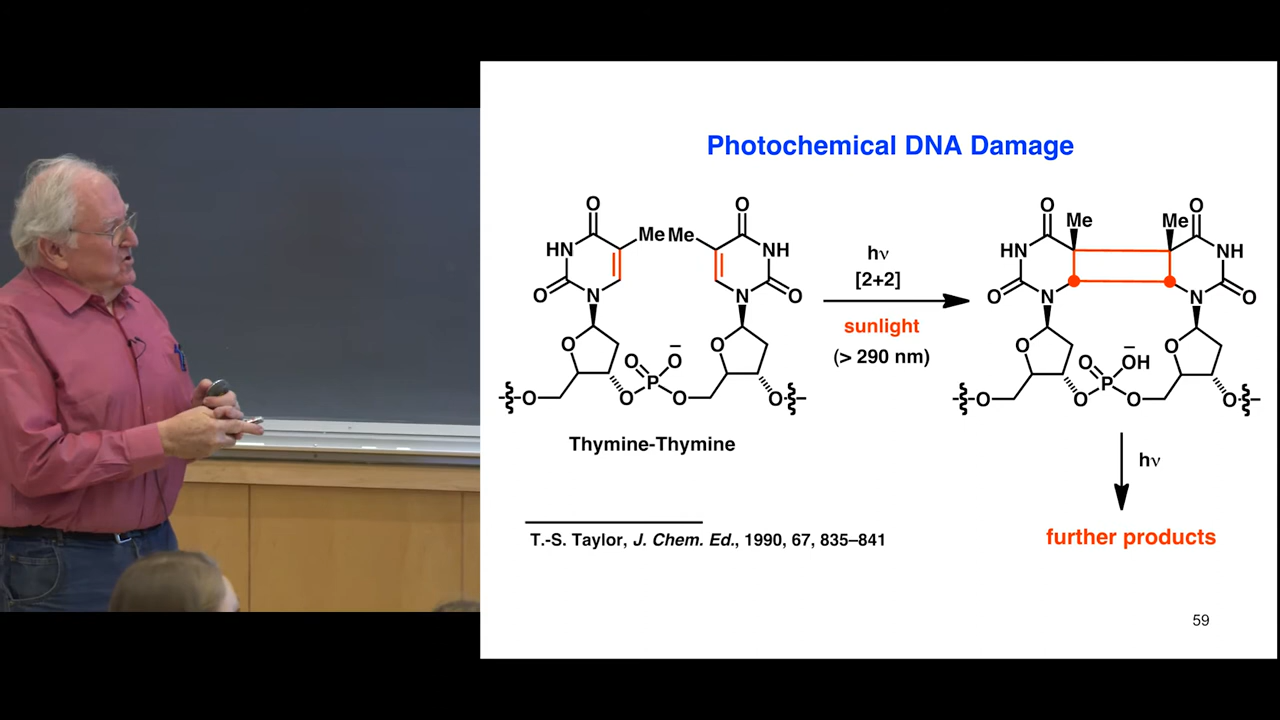 Photochemical DNA Damage
O
O
HN
Me
Me
NH
O
N
N
O
O
O
O
O
−
P
O
O
O
O
Thymine-Thymine
hν
[2+2]
sunlight
(> 290 nm)
O
Me
Me
O
HN
NH
O
N
N
O
O
O
O
−
OH
P
O
O
O
O
hν
further products
T.-S. Taylor, J. Chem. Ed., 1990, 67, 835–841
59